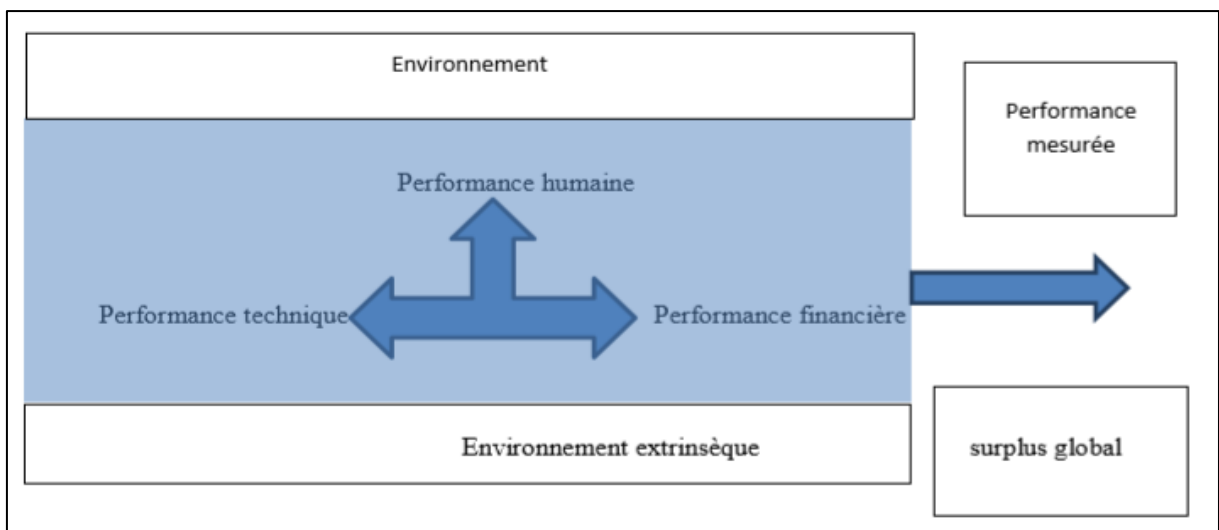 Environnement
Performance
mesurée
Performance humaine
Performance technique
Performance financière
Environnement extrinsèque
surplus global